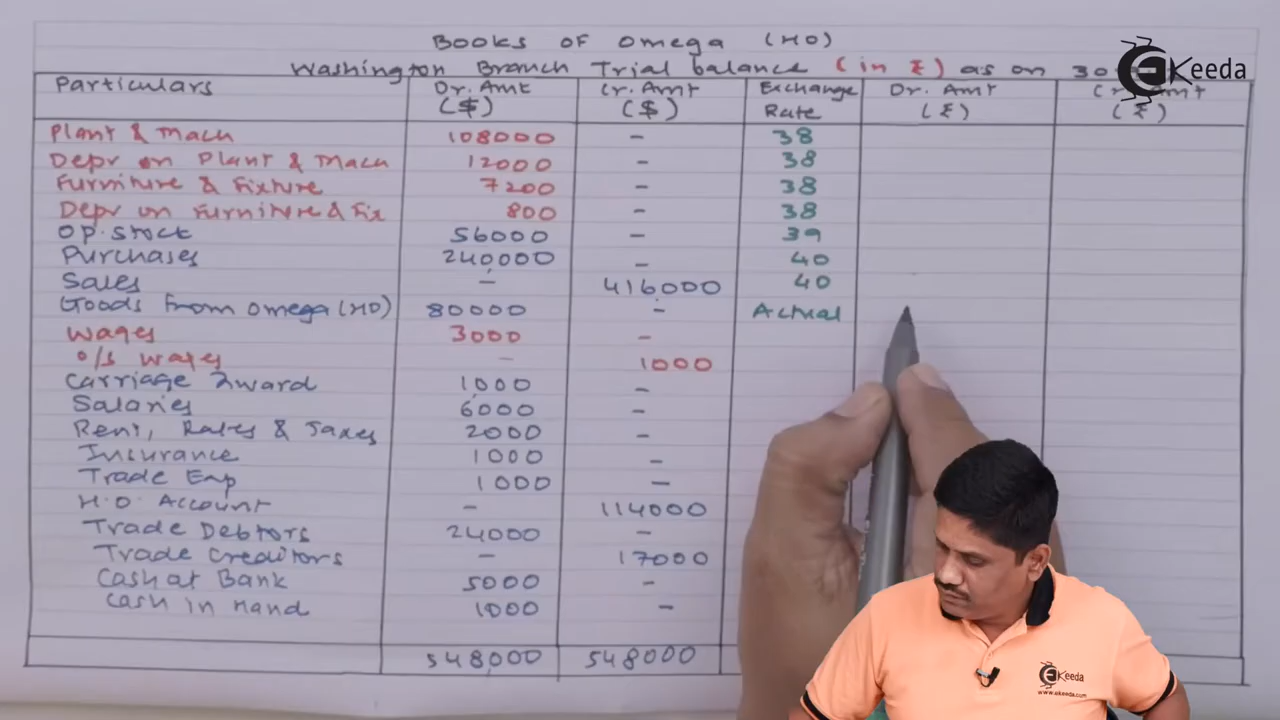 Books of Omega (HO)
Washington Branch Trial balance (in ₹) as on 30
EKeeda
Particulars Dr. Amt ($) Cr. Amt ($) Exchange Rate Dr. Amt (₹) Cr. Amt (₹)
Plant & Mach 108000 - 38
Depr on Plant & Mach 12000 - 38
Furniture & Fixture 7200 - 38
Depr on Furniture & Fix 800 - 38
Op. Stock 56000 - 39
Purchases 240000 - 40
Sales - 416000 40
Goods from Omega (HO) 80000 - Actual
Wages 3000 -
O/S Wages - 1000
Carriage Inward 1000 -
Salaries 6000 -
Rent, Rates & Taxes 2000 -
Insurance 1000 -
Trade Exp 1000 -
H.O. Account - 114000
Trade Debtors 24000 -
Trade Creditors - 17000
Cash at Bank 5000 -
Cash in Hand 1000 -
548,000 548000
EKeeda
www.ekeeda.com